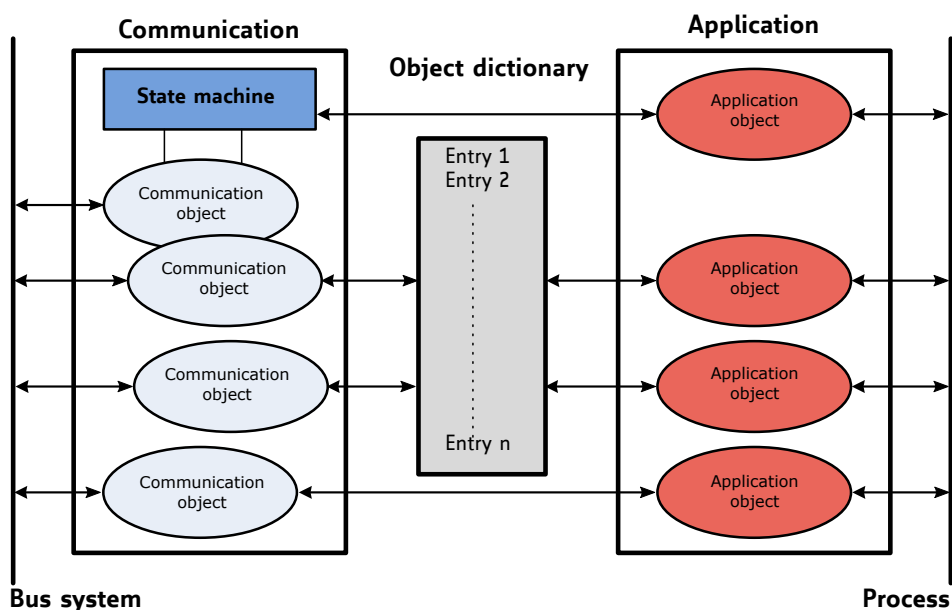 Communication
Object dictionary
Application
State machine
Communication
object
Communication
object
Communication
object
Communication
object
Entry 1
Entry 2
Entry n
Application
object
Application
object
Application
object
Application
object
Bus system
Process